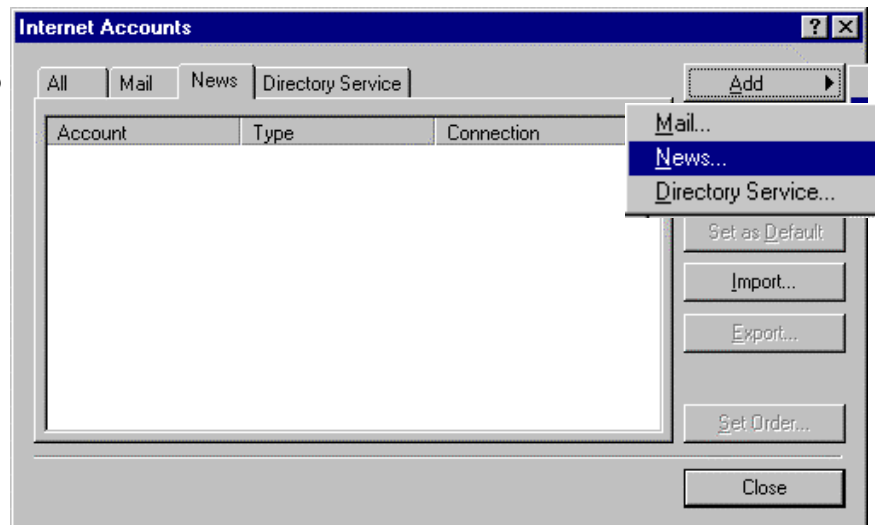 Internet Accounts
All Mail News Directory Service
Add
Account Type Connection
Mail...
News...
Directory Service...
Set as Default
Import...
Export...
Set Order...
Close